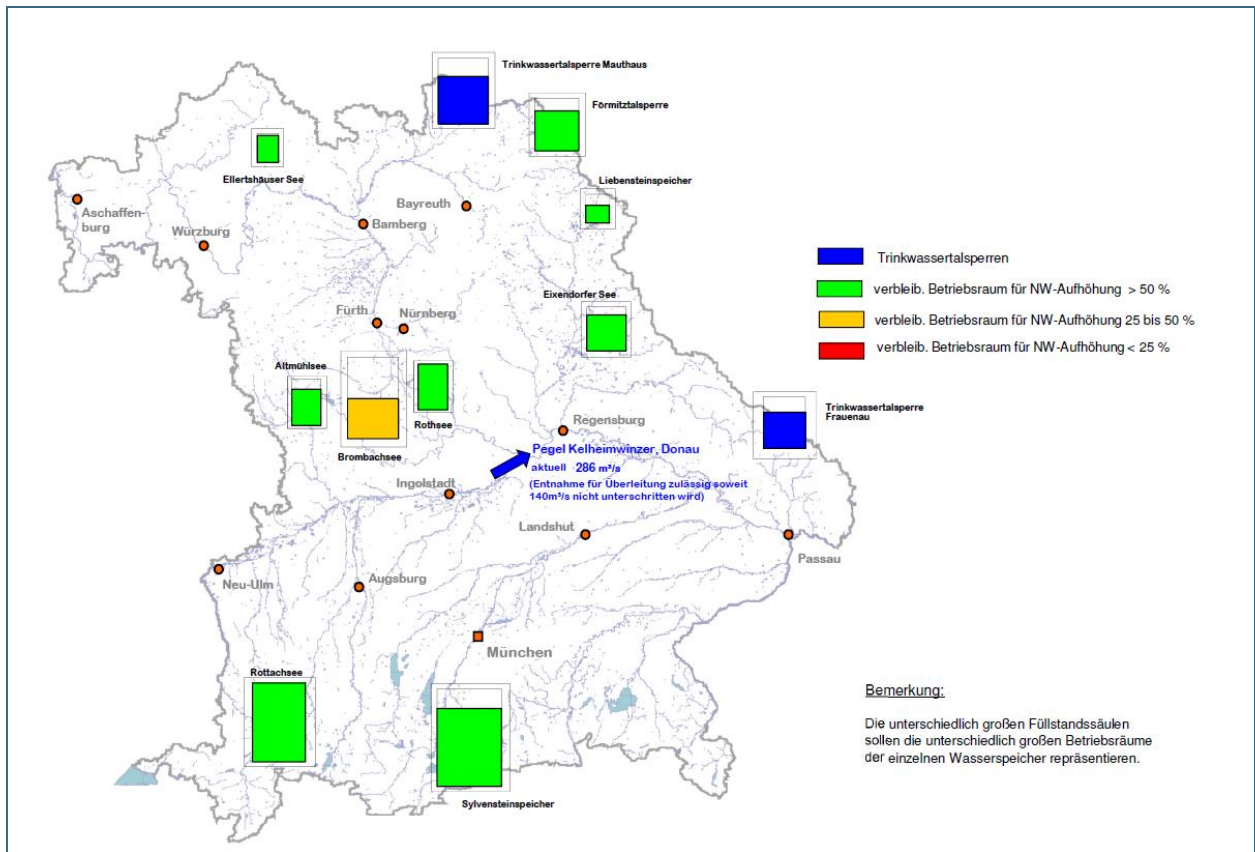 Trinkwassertalsperre Mauthaus
Förmitztalsperre
Ellertshäuser See
Liebensteinspeicher
Aschaffen-
burg
Würzburg
Bayreuth
Bamberg
Trinkwassertalsperren
verbleib. Betriebsraum für NW-Aufhöhung > 50 %
verbleib. Betriebsraum für NW-Aufhöhung 25 bis 50 %
verbleib. Betriebsraum für NW-Aufhöhung < 25 %
Eixendorfer See
Fürth
Nürnberg
Altmühlsee
Rothsee
Brombachsee
Trinkwassertalsperre
Frauenau
Regensburg
Pegel Kelheimwinzer, Donau
aktuell 286 m³/s
(Entnahme für Überleitung zulässig soweit
140m³/s nicht unterschritten wird)
Ingolstadt
Landshut
Passau
Neu-Ulm
Augsburg
München
Rottachsee
Sylvensteinspeicher
Bemerkung:
Die unterschiedlich großen Füllstandssäulen
sollen die unterschiedlich großen Betriebsräume
der einzelnen Wasserspeicher repräsentieren.